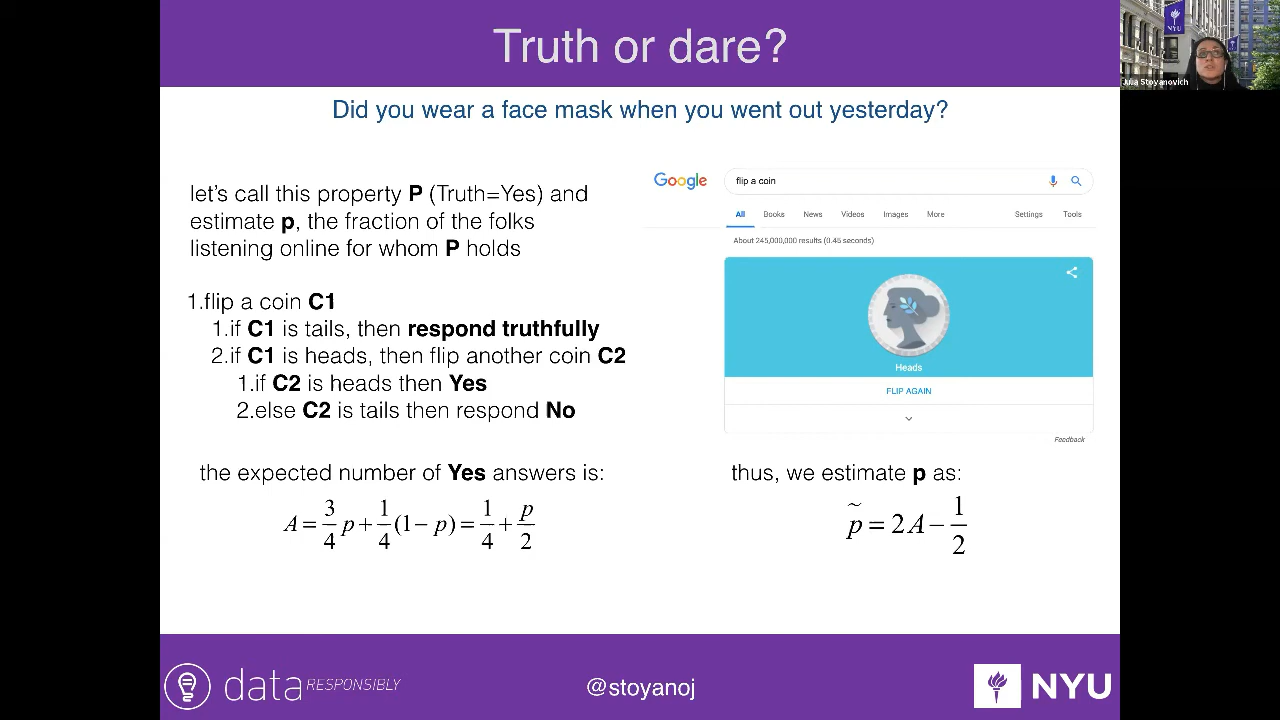 Truth or dare?
Did you wear a face mask when you went out yesterday?
let's call this property P (Truth=Yes) and
estimate p, the fraction of the folks
listening online for whom P holds
1.flip a coin C1
1.if C1 is tails, then respond truthfully
2.if C1 is heads, then flip another coin C2
1.if C2 is heads then Yes
2.else C2 is tails then respond No
the expected number of Yes answers is:
A = 3/4 p + 1/4 (1 − p) = 1/4 + p/2
Google
flip a coin
All Books News Videos Images More Settings Tools
About 245,000,000 results (0.45 seconds)
Heads
FLIP AGAIN
Feedback
thus, we estimate p as:
p̃ = 2A − 1/2
data RESPONSIBLY
@stoyanoj
NYU
NYU
Julia Stoyanovich